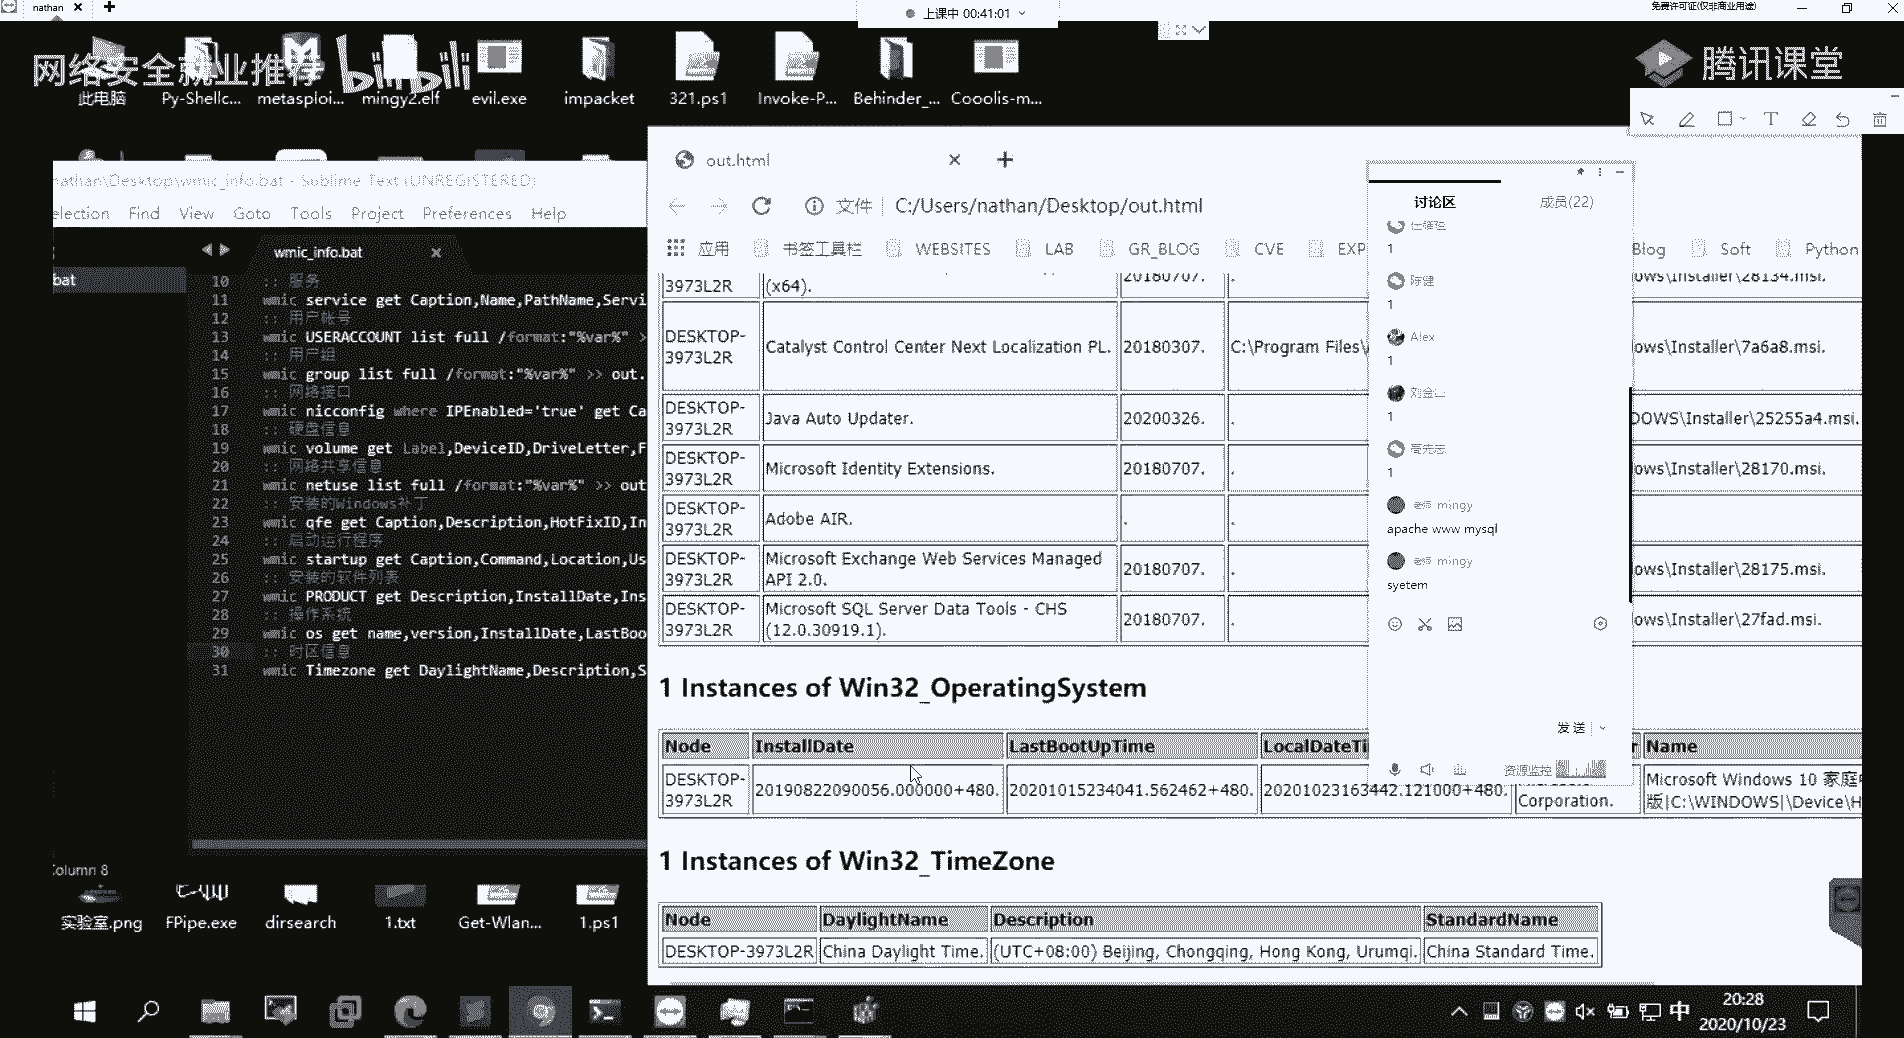 nathan
上课中 00:41:01
免费许可证(仅非商业用途)
网络安全就业推荐
bilibili
腾讯课堂
此电脑
Py-Shellc...
metasploi...
mingy2.elf
evil.exe
impacket
321.ps1
Invoke-P...
Behinder_...
Cooolis-m...
nathan\Desktop\wmic_info.bat - Sublime Text (UNREGISTERED)
election Find View Goto Tools Project Preferences Help
wmic_info.bat
bat
10 :: 服务
11 wmic service get Caption,Name,PathName,Servi
12 :: 用户帐号
13 wmic USERACCOUNT list full /format:"%var%" >
14 :: 用户组
15 wmic group list full /format:"%var%" >> out.
16 :: 网络接口
17 wmic nicconfig where IPEnabled='true' get Ca
18 :: 硬盘信息
19 wmic volume get Label,DeviceID,DriveLetter,F
20 :: 网络共享信息
21 wmic netuse list full /format:"%var%" >> out
22 :: 安装的Windows补丁
23 wmic qfe get Caption,Description,HotFixID,In
24 :: 启动运行程序
25 wmic startup get Caption,Command,Location,Us
26 :: 安装的软件列表
27 wmic PRODUCT get Description,InstallDate,Ins
28 :: 操作系统
29 wmic os get name,version,InstallDate,LastBoo
30 :: 时区信息
31 wmic Timezone get DaylightName,Description,S
Column 8
out.html
文件 C:/Users/nathan/Desktop/out.html
应用 书签工具栏 WEBSITES LAB GR_BLOG CVE EXP Blog Soft Python
3973L2R (x64). 20180707. . ows\Installer\28134.msi.
DESKTOP-3973L2R Catalyst Control Center Next Localization PL. 20180307. C:\Program Files\ ows\Installer\7a6a8.msi.
DESKTOP-3973L2R Java Auto Updater. 20200326. . DOWS\Installer\25255a4.msi.
DESKTOP-3973L2R Microsoft Identity Extensions. 20180707. . ows\Installer\28170.msi.
DESKTOP-3973L2R Adobe AIR. . .
DESKTOP-3973L2R Microsoft Exchange Web Services Managed API 2.0. 20180707. . ows\Installer\28175.msi.
DESKTOP-3973L2R Microsoft SQL Server Data Tools - CHS (12.0.30919.1). 20180707. . ows\Installer\27fad.msi.
1 Instances of Win32_OperatingSystem
Node InstallDate LastBootUpTime LocalDateTi r Name
DESKTOP-3973L2R 20190822090056.000000+480. 20201015234041.562462+480. 20201023163442.121000+480. Corporation. Microsoft Windows 10 家庭中
版|C:\WINDOWS|\Device\H
1 Instances of Win32_TimeZone
Node DaylightName Description StandardName
DESKTOP-3973L2R China Daylight Time. (UTC+08:00) Beijing, Chongqing, Hong Kong, Urumqi. China Standard Time.
讨论区 成员(22)
1
陈健
1
Alex
1
1
1
老师 mingy
apache www mysql
老师 mingy
syetem
发送
资源监控
实验室.png
FPipe.exe
dirsearch
1.txt
Get-Wlan...
1.ps1
中
20:28
2020/10/23